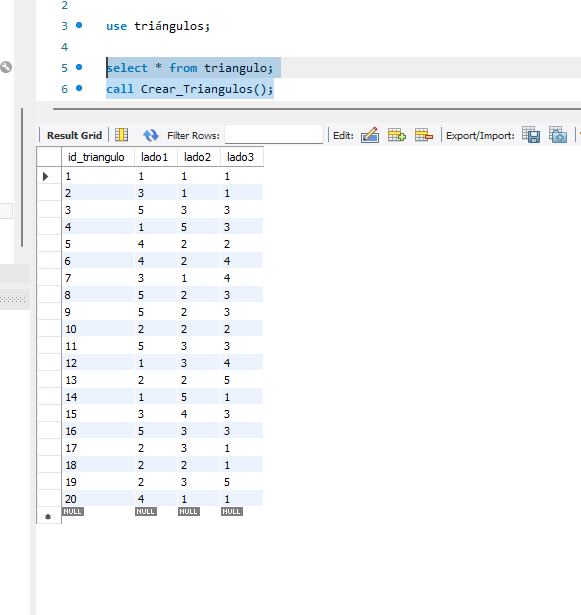 2
3 use triángulos;
4
5 select * from triangulo;
6 call Crear_Triangulos();
Result Grid Filter Rows: Edit: Export/Import:
id_triangulo lado1 lado2 lado3
1 1 1 1
2 3 1 1
3 5 3 3
4 1 5 3
5 4 2 2
6 4 2 4
7 3 1 4
8 5 2 3
9 5 2 3
10 2 2 2
11 5 3 3
12 1 3 4
13 2 2 5
14 1 5 1
15 3 4 3
16 5 3 3
17 2 3 1
18 2 2 1
19 2 3 5
20 4 1 1
NULL NULL NULL NULL